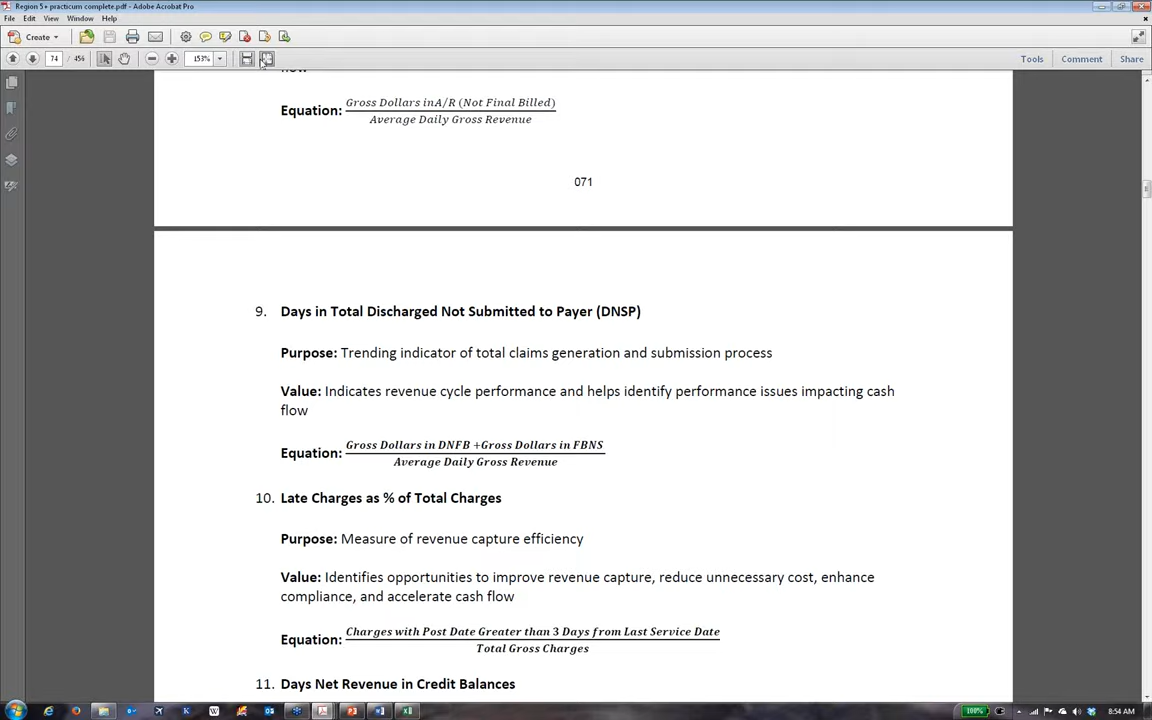 Region 5+ practicum complete.pdf - Adobe Acrobat Pro
File Edit View Window Help
Create
74 / 456 153% Tools Comment Share
Equation: Gross Dollars inA/R (Not Final Billed)
Average Daily Gross Revenue
071
9. Days in Total Discharged Not Submitted to Payer (DNSP)
Purpose: Trending indicator of total claims generation and submission process
Value: Indicates revenue cycle performance and helps identify performance issues impacting cash
flow
Equation: Gross Dollars in DNFB +Gross Dollars in FBNS
Average Daily Gross Revenue
10. Late Charges as % of Total Charges
Purpose: Measure of revenue capture efficiency
Value: Identifies opportunities to improve revenue capture, reduce unnecessary cost, enhance
compliance, and accelerate cash flow
Equation: Charges with Post Date Greater than 3 Days from Last Service Date
Total Gross Charges
11. Days Net Revenue in Credit Balances
100% 8:54 AM